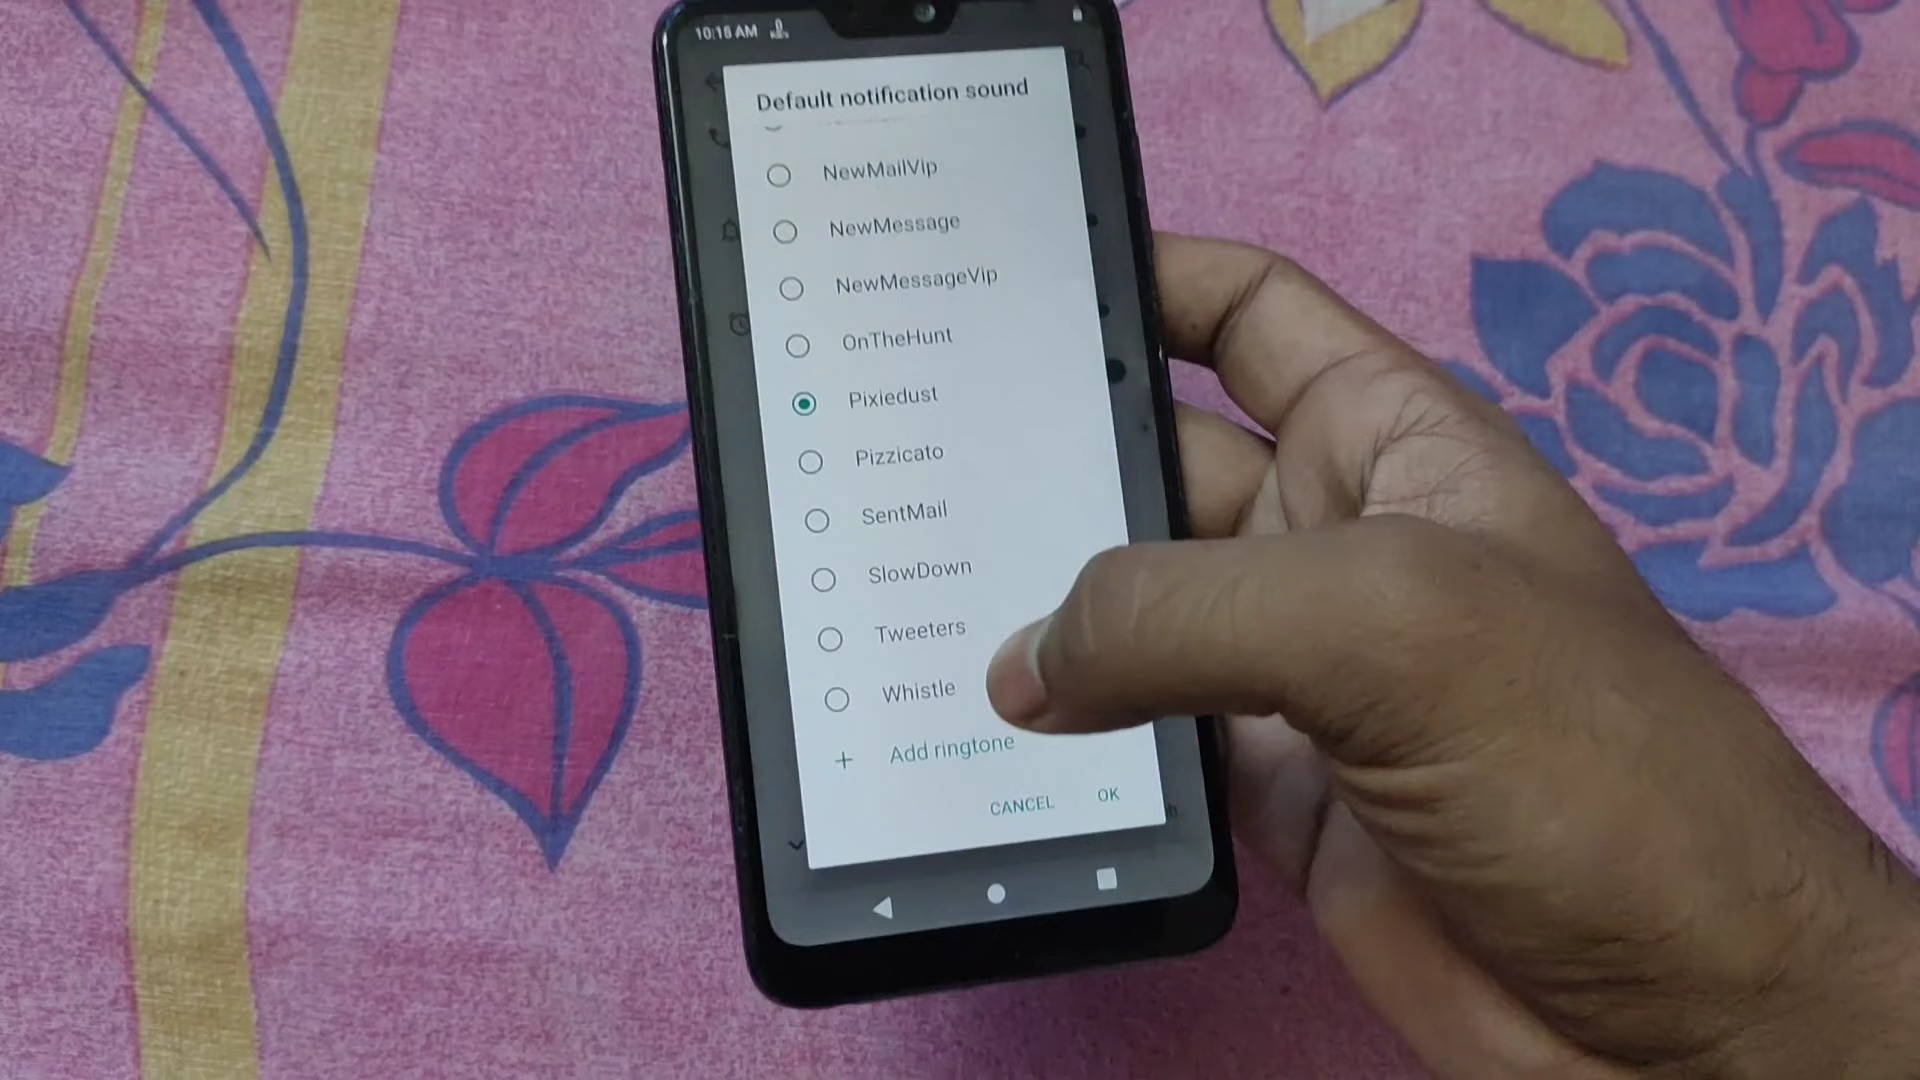 10:15 AM
Default notification sound
NewMailVip
NewMessage
NewMessageVip
OnTheHunt
Pixiedust
Pizzicato
SentMail
SlowDown
Tweeters
Whistle
+ Add ringtone
CANCEL OK